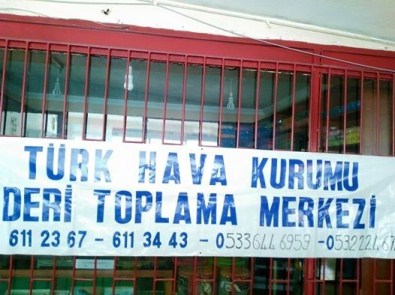 TÜRK HAVA KURUMU
DERİ TOPLAMA MERKEZİ
611 23 67 - 611 34 43 - 0533 644 6959 -